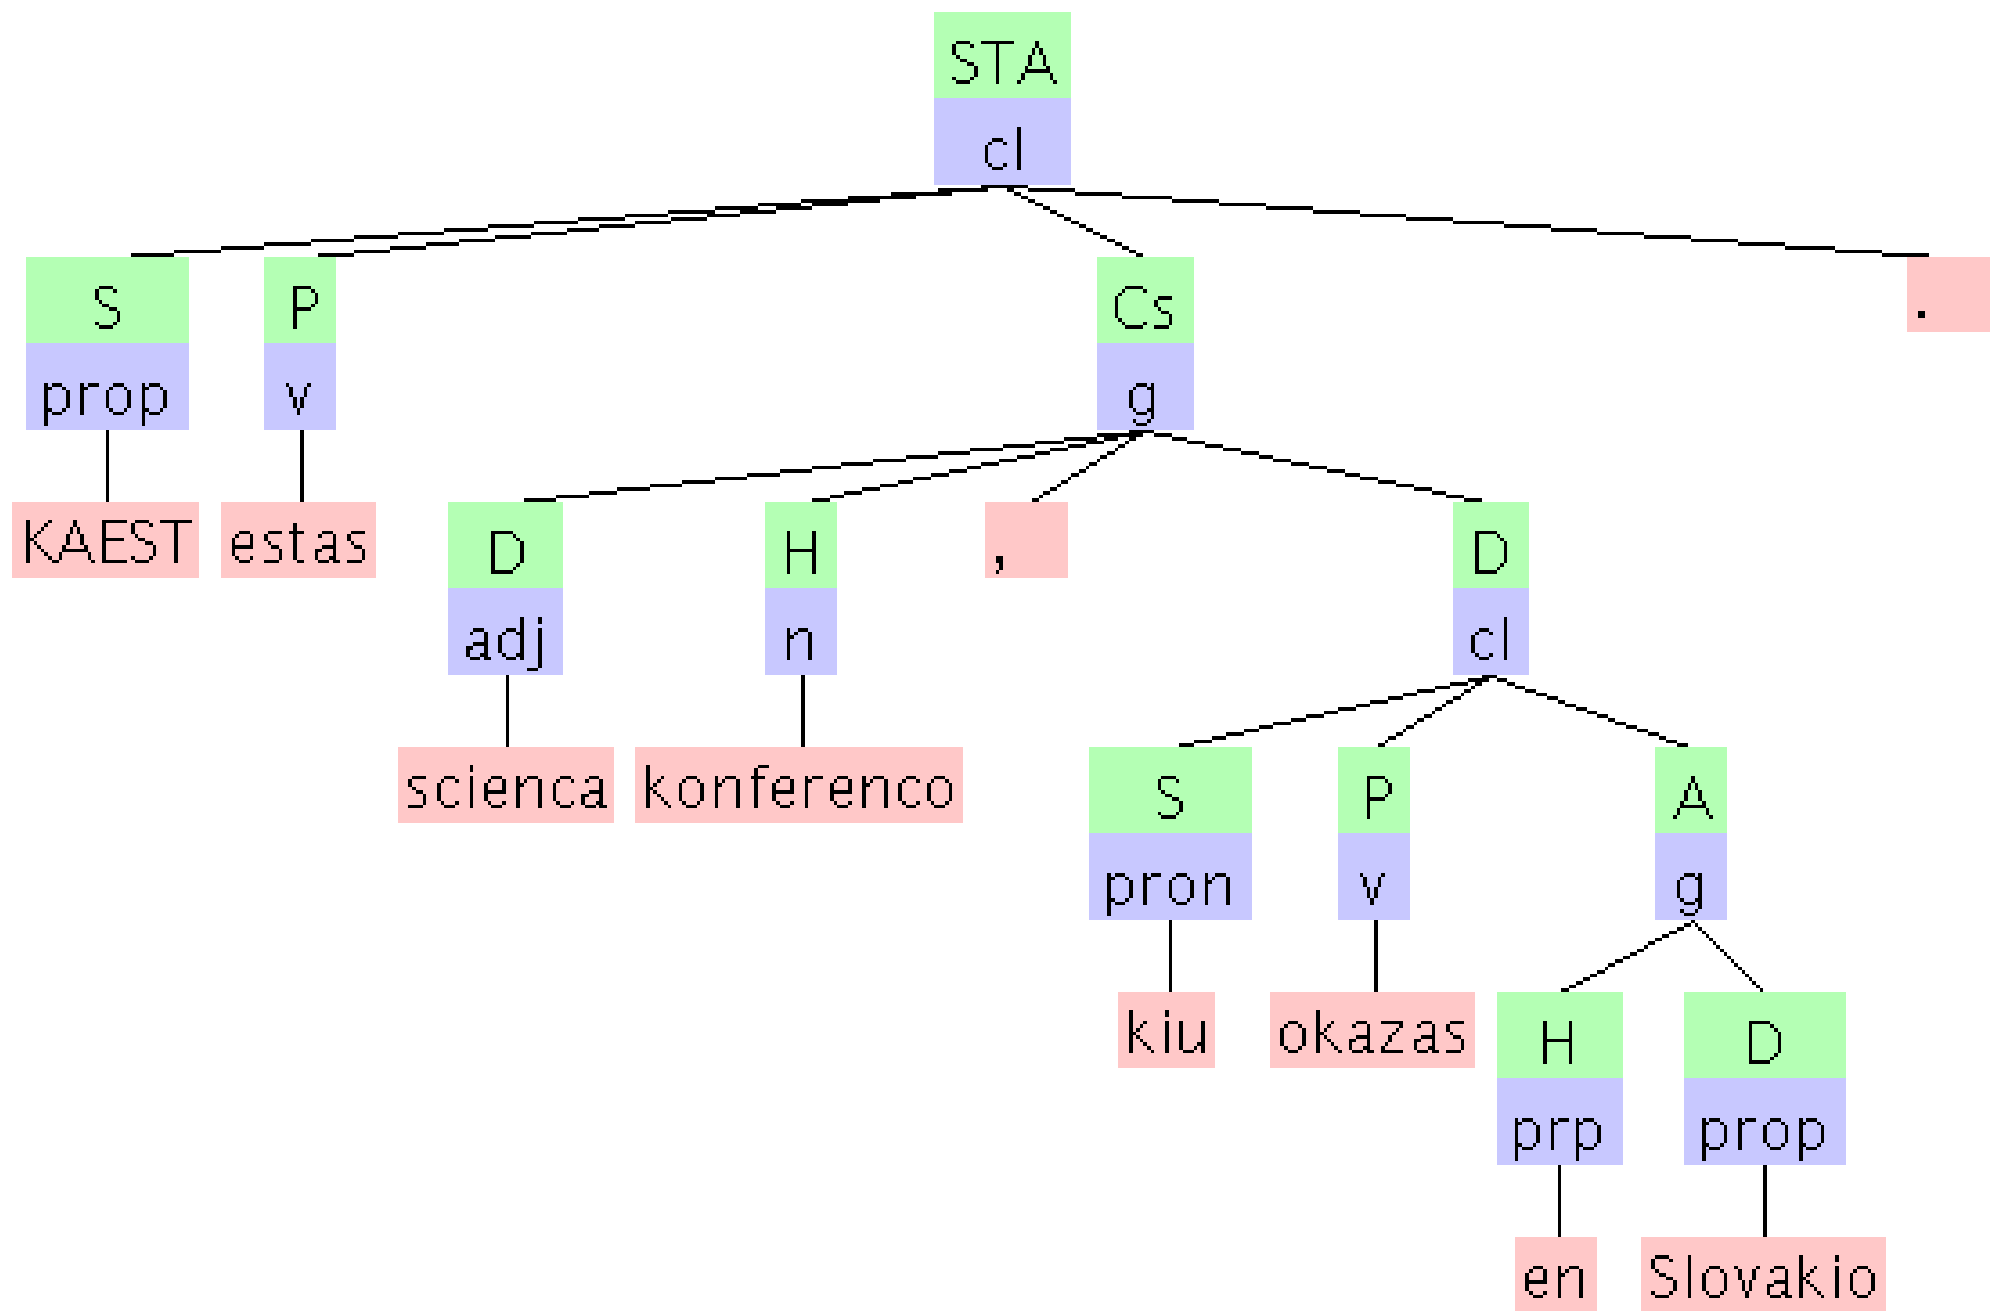 STA
cl
S P Cs .
prop v g
KAEST estas D H , D
adj n cl
scienca konferenco S P A
pron v g
kiu okazas H D
prp prop
en Slovakio